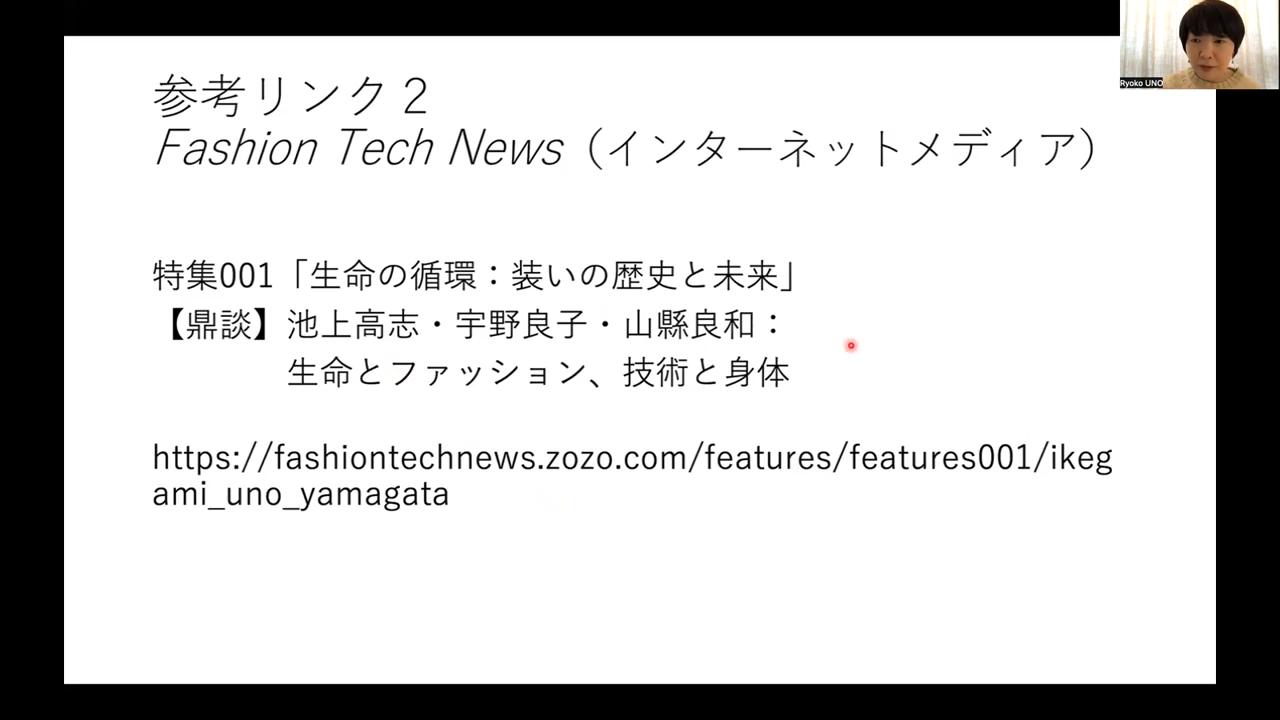 参考リンク２
Fashion Tech News（インターネットメディア）
特集001「生命の循環：装いの歴史と未来」
【鼎談】池上高志・宇野良子・山縣良和：
生命とファッション、技術と身体
https://fashiontechnews.zozo.com/features/features001/ikeg
ami_uno_yamagata
Ryoko UNO